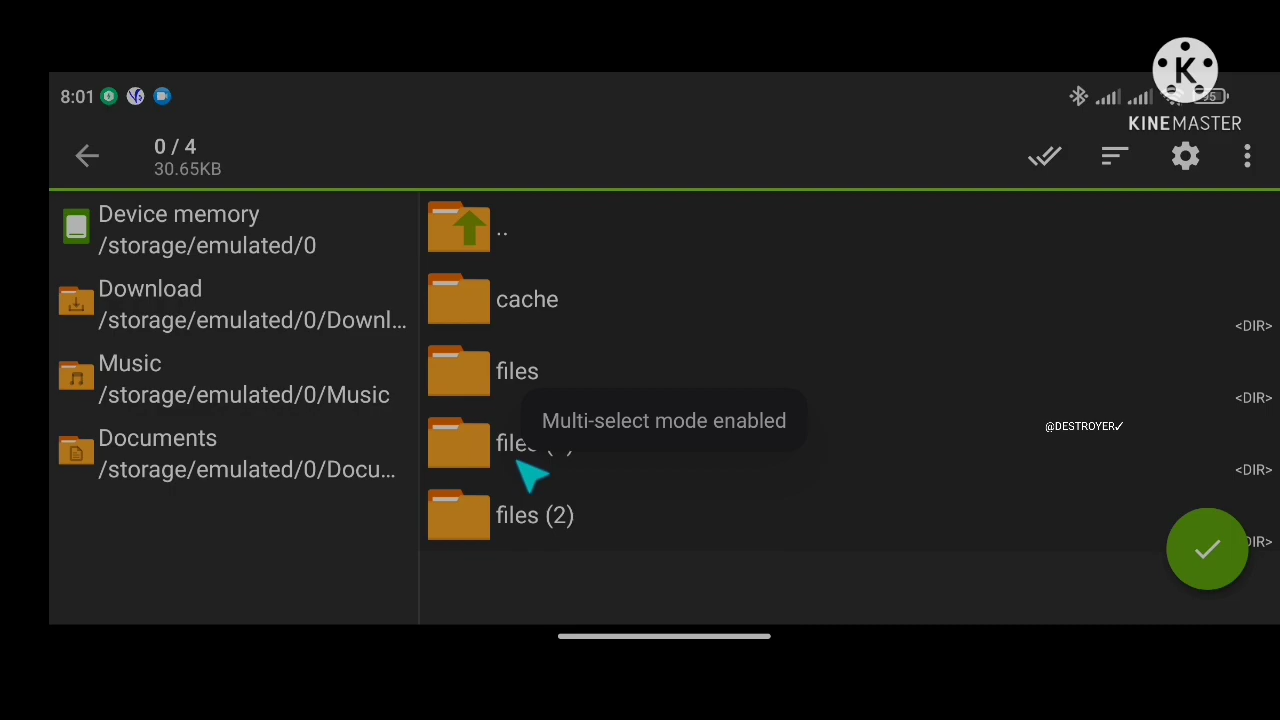 8:01
KINEMASTER
0 / 4
30.65KB
Device memory
/storage/emulated/0
Download
/storage/emulated/0/Downl...
Music
/storage/emulated/0/Music
Documents
/storage/emulated/0/Docu...
..
cache
<DIR>
files
<DIR>
Multi-select mode enabled
@DESTROYER✓
<DIR>
files (2)
DIR>